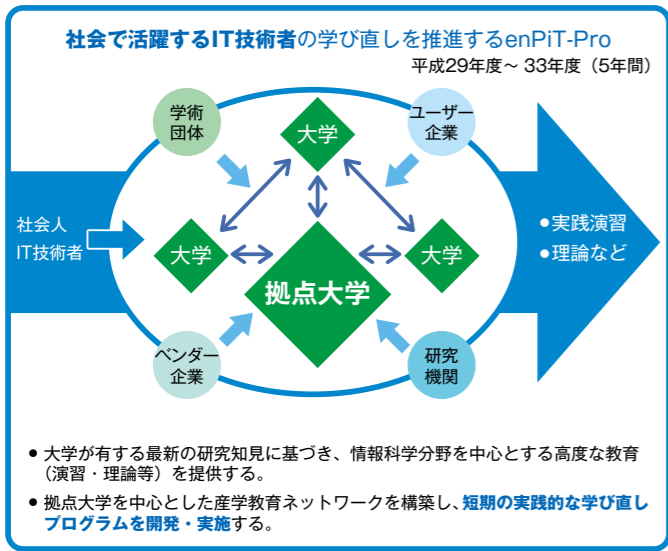 社会で活躍するIT技術者の学び直しを推進するenPiT-Pro
平成29年度～33年度（5年間）
学術
団体
大学
ユーザー
企業
社会人
IT技術者
大学
大学
拠点大学
●実践演習
●理論など
ベンダー
企業
研究
機関
● 大学が有する最新の研究知見に基づき、情報科学分野を中心とする高度な教育
（演習・理論等）を提供する。
● 拠点大学を中心とした産学教育ネットワークを構築し、短期の実践的な学び直し
プログラムを開発・実施する。